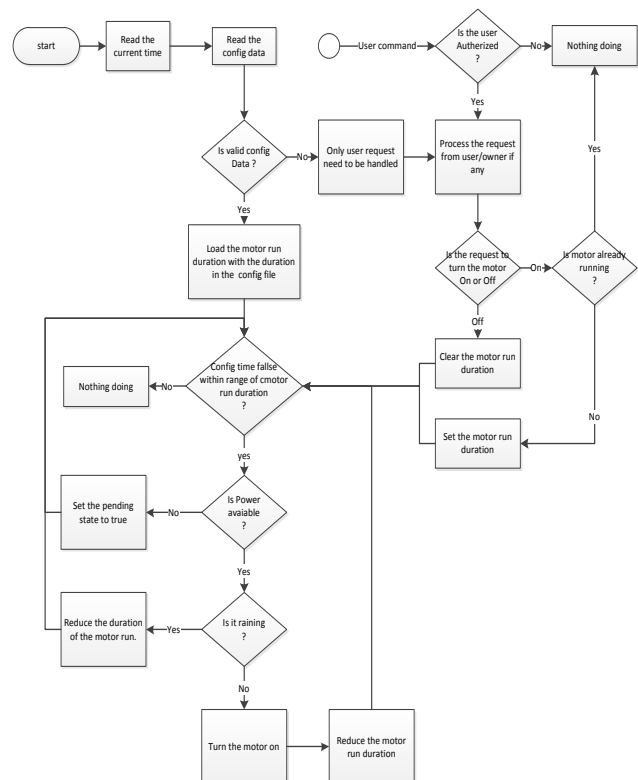 start
Read the
current time
Read the
config data
User command
Is the user
Autherized
?
No
Nothing doing
Yes
Is valid config
Data ?
No
Only user request
need to be handled
Process the request
from user/owner if
any
Yes
Yes
Load the motor run
duration with the duration
in the config file
Is the request to
turn the motor
On or Off
On
Is motor already
running
?
Off
Clear the motor run
duration
Config time fallse
within range of cmotor
run duration
?
No
Nothing doing
No
Set the motor run
duration
yes
Is Power
avaiable
?
No
Set the pending
state to true
Yes
Is it raining
?
Yes
Reduce the duration
of the motor run.
No
Turn the motor on
Reduce the motor
run duration